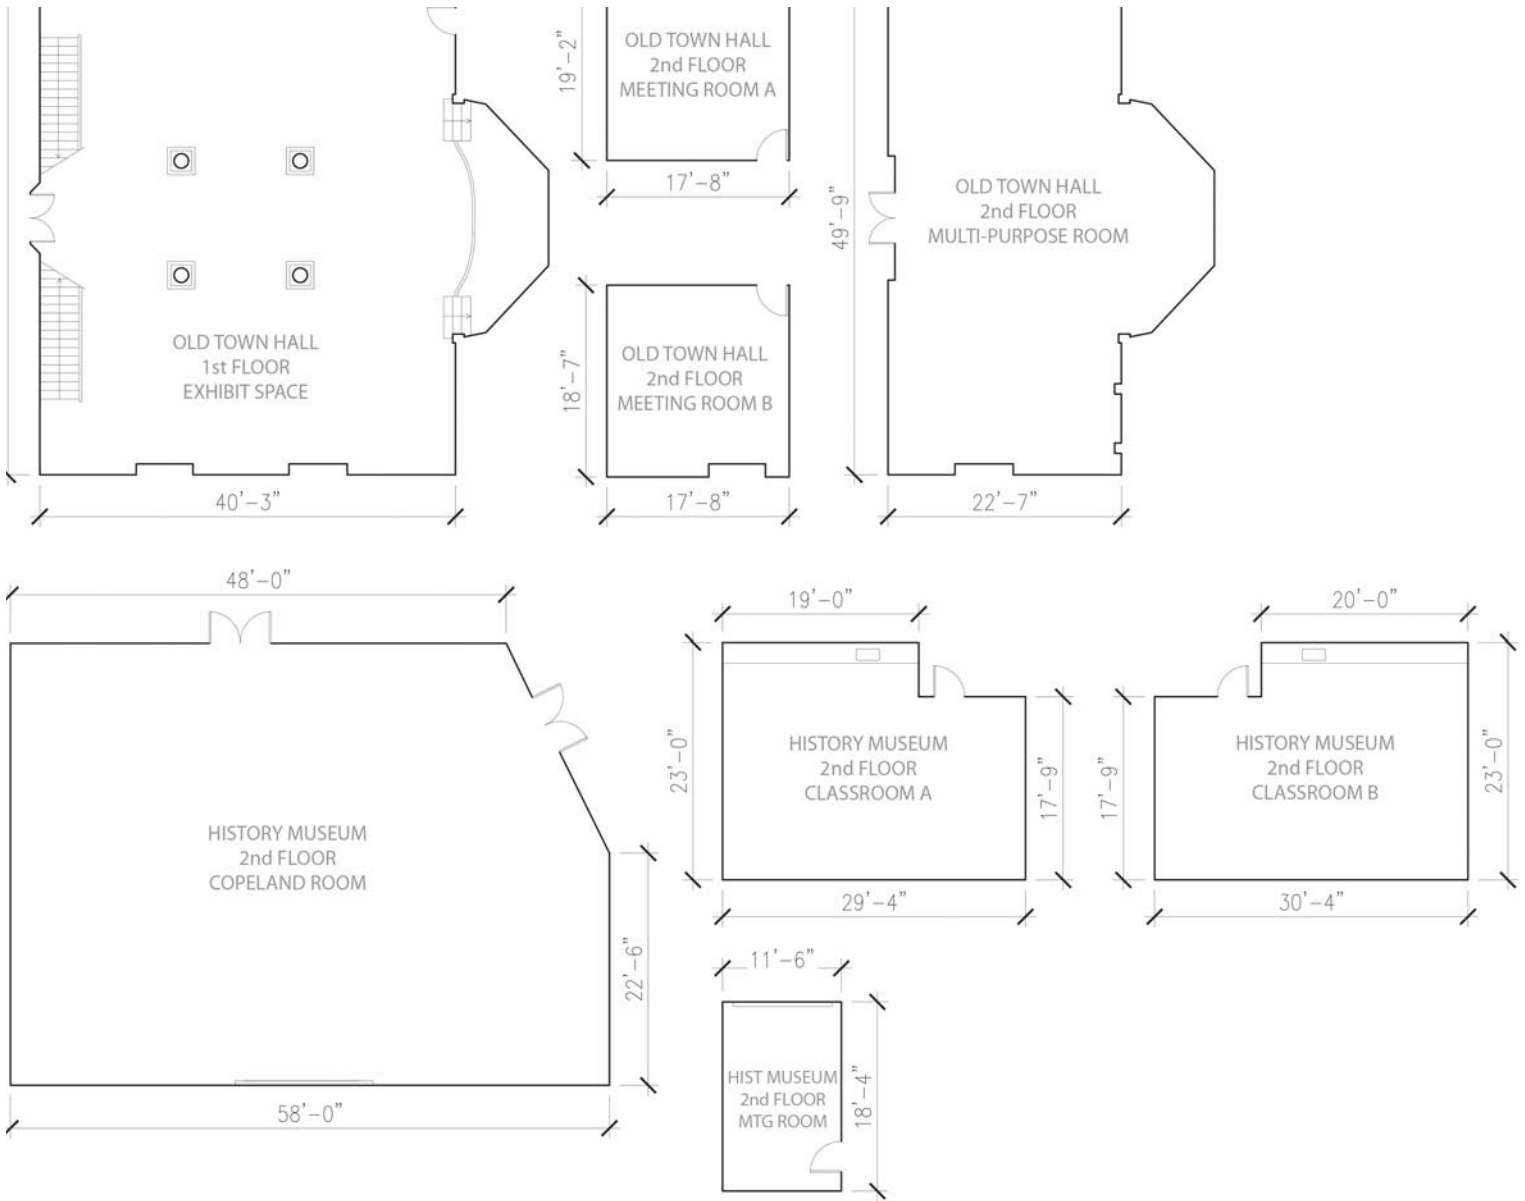 19'-2"
OLD TOWN HALL
2nd FLOOR
MEETING ROOM A
17'-8"
49'-9"
OLD TOWN HALL
2nd FLOOR
MULTI-PURPOSE ROOM
OLD TOWN HALL
1st FLOOR
EXHIBIT SPACE
18'-7"
OLD TOWN HALL
2nd FLOOR
MEETING ROOM B
40'-3"
17'-8"
22'-7"
48'-0"
HISTORY MUSEUM
2nd FLOOR
COPELAND ROOM
22'-6"
58'-0"
19'-0"
23'-0"
HISTORY MUSEUM
2nd FLOOR
CLASSROOM A
17'-9"
29'-4"
20'-0"
17'-9"
HISTORY MUSEUM
2nd FLOOR
CLASSROOM B
23'-0"
30'-4"
11'-6"
HIST MUSEUM
2nd FLOOR
MTG ROOM
18'-4"